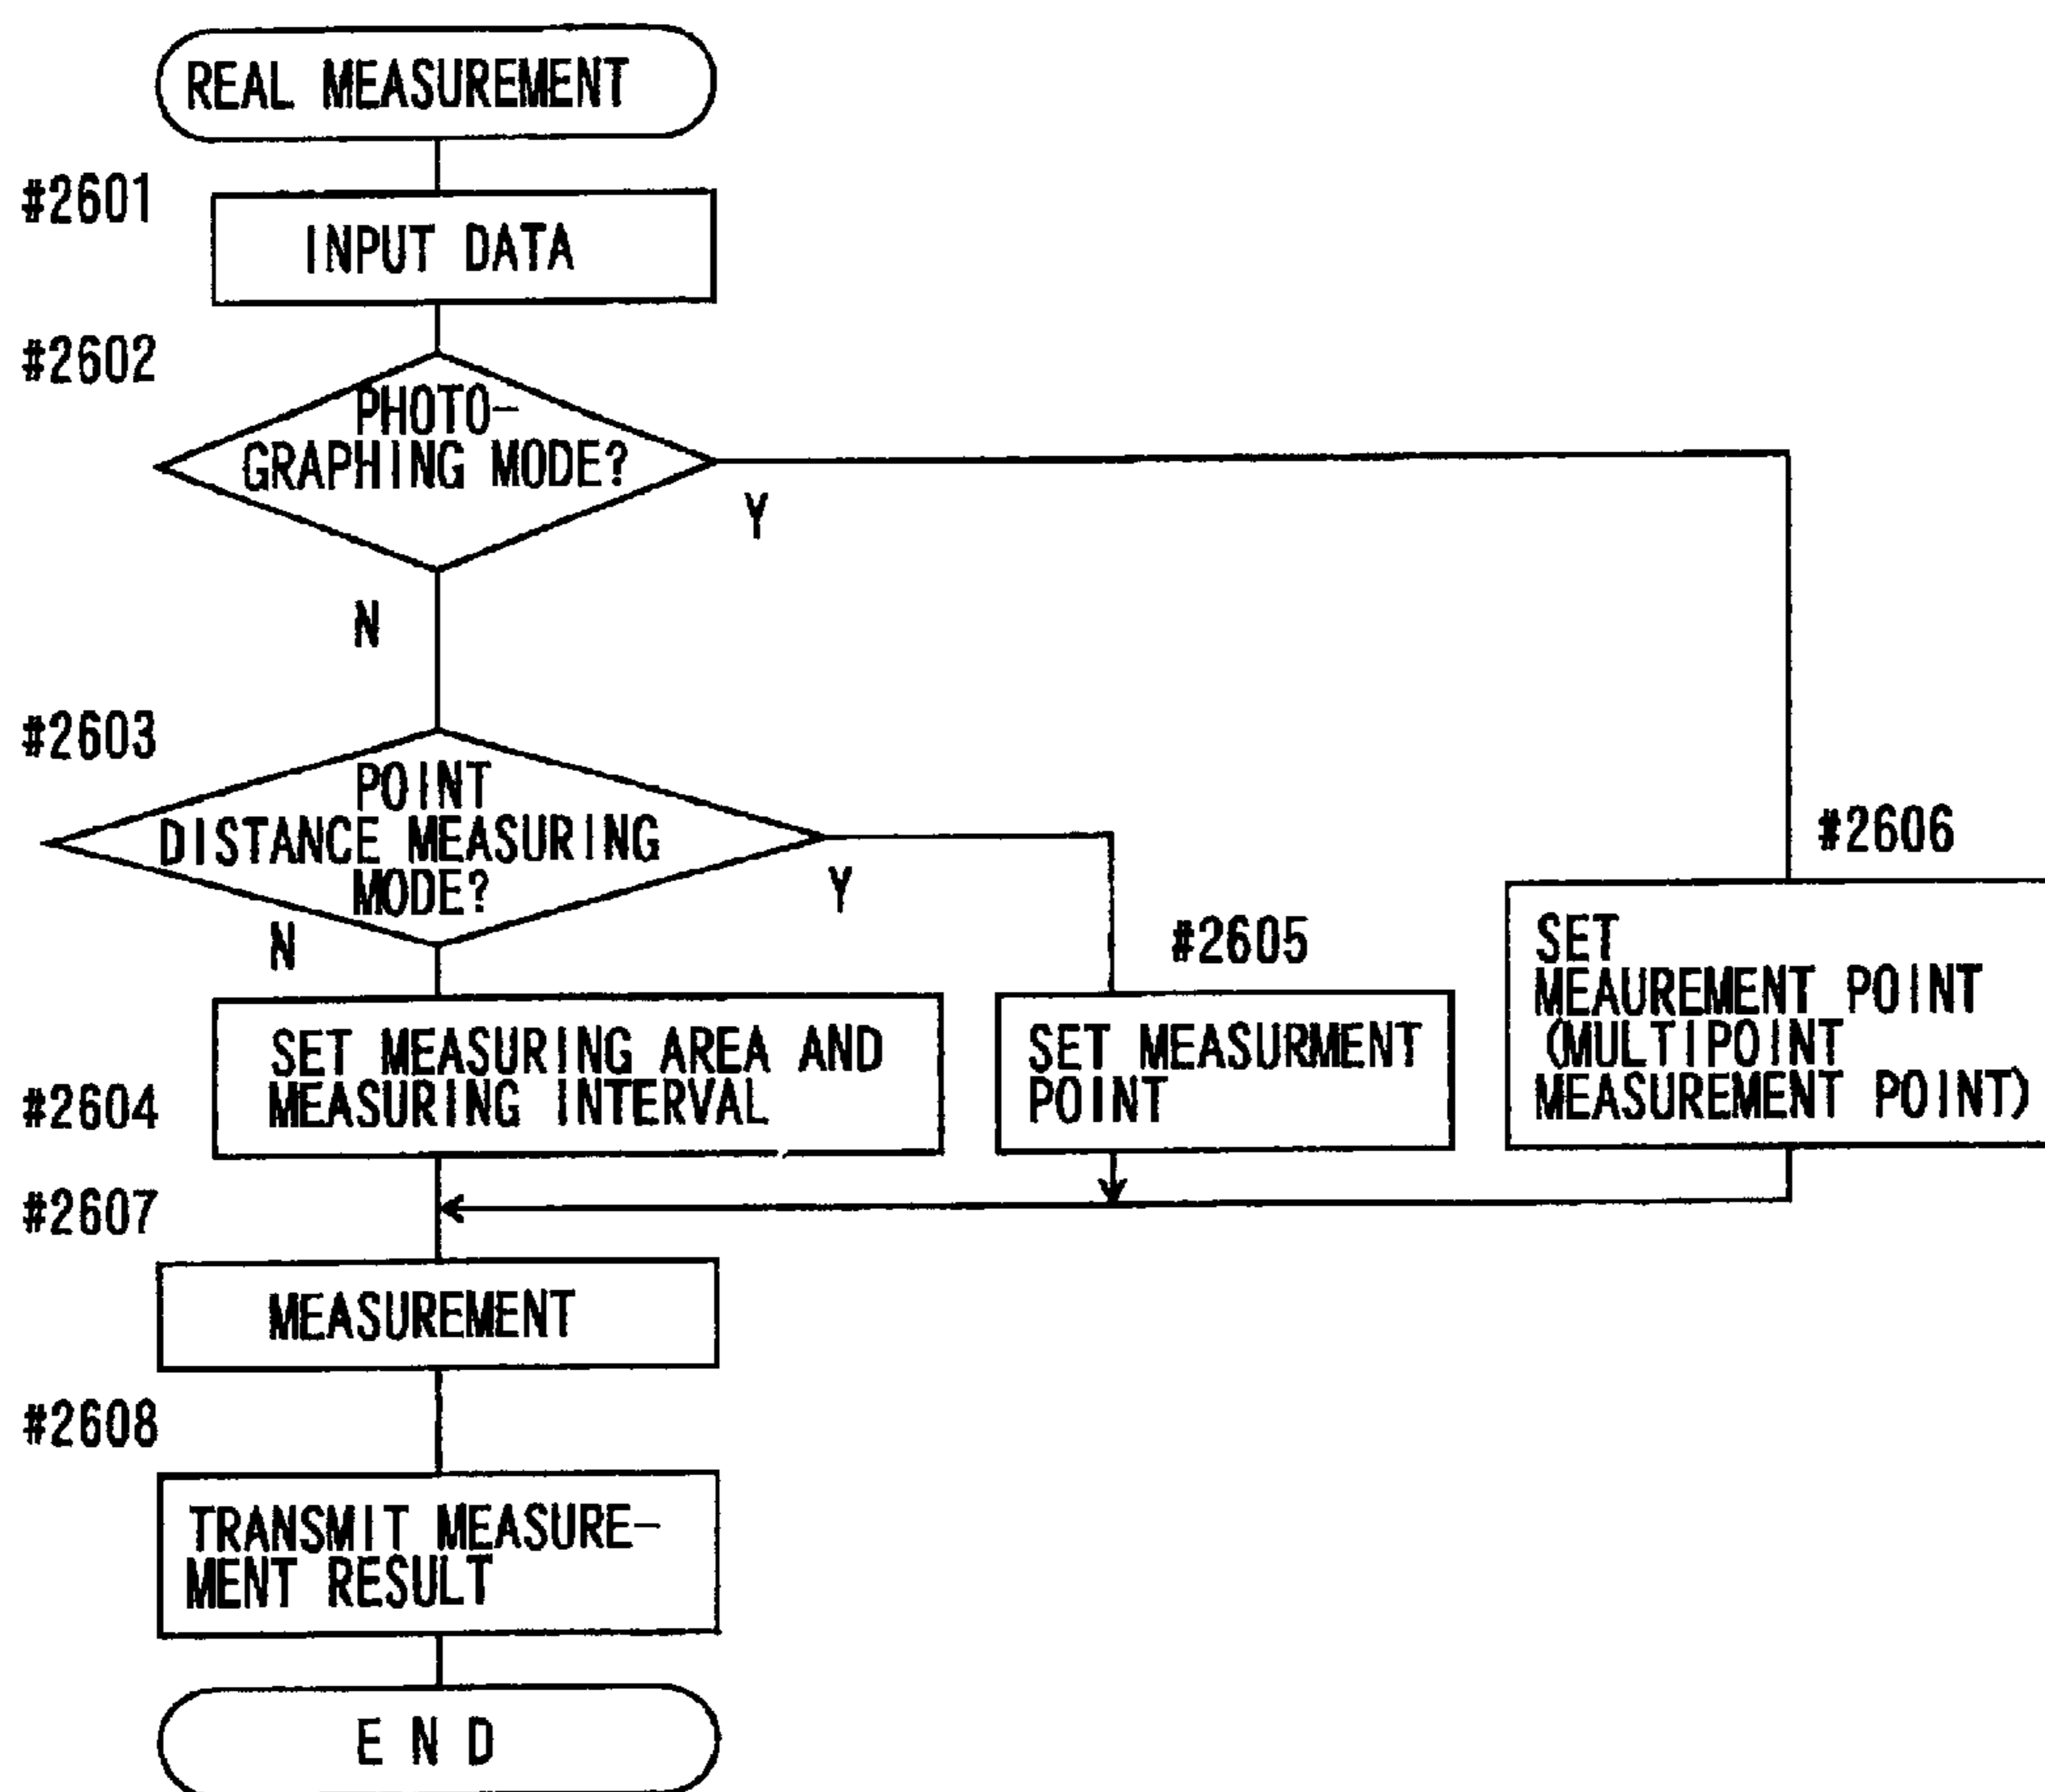 REAL MEASUREMENT
#2601
INPUT DATA
#2602
PHOTO-
GRAPHING MODE?
Y
N
#2603
POINT
DISTANCE MEASURING
MODE?
Y
N
#2606
SET
MEAUREMENT POINT
(MULTIPOINT
MEASUREMENT POINT)
#2605
SET MEASURMENT
POINT
SET MEASURING AREA AND
MEASURING INTERVAL
#2604
#2607
MEASUREMENT
#2608
TRANSMIT MEASURE-
MENT RESULT
END